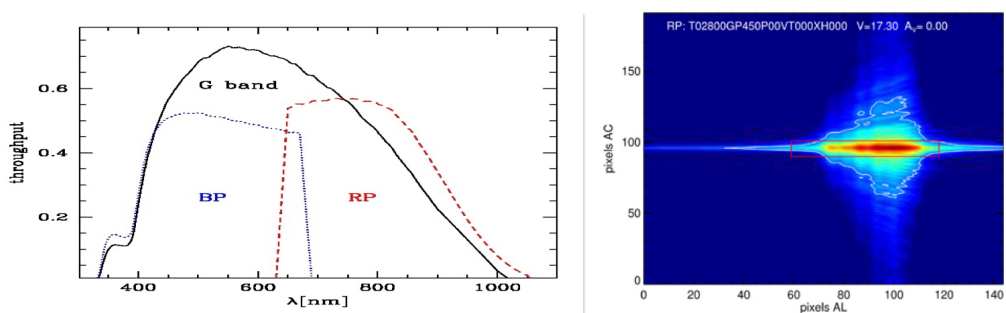 throughput
0.6
0.4
0.2
G band
BP
RP
400 600 800 1000
λ[nm]
RP: T02800GP450P00VT000XH000 V=17.30 Aᵥ= 0.00
pixels AC
150
100
50
0
0 20 40 60 80 100 120 140
pixels AL